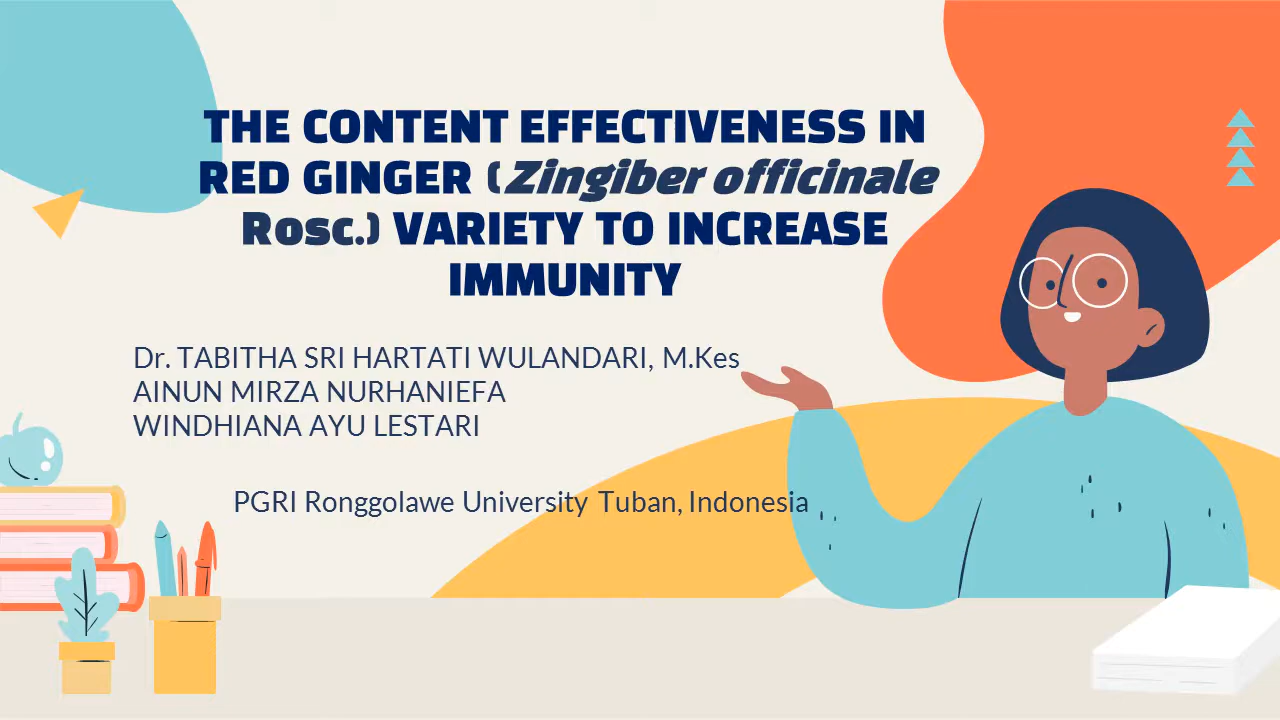 THE CONTENT EFFECTIVENESS IN
RED GINGER (Zingiber officinale
Rosc.) VARIETY TO INCREASE
IMMUNITY
Dr. TABITHA SRI HARTATI WULANDARI, M.Kes
AINUN MIRZA NURHANIEFA
WINDHIANA AYU LESTARI
PGRI Ronggolawe University Tuban, Indonesia